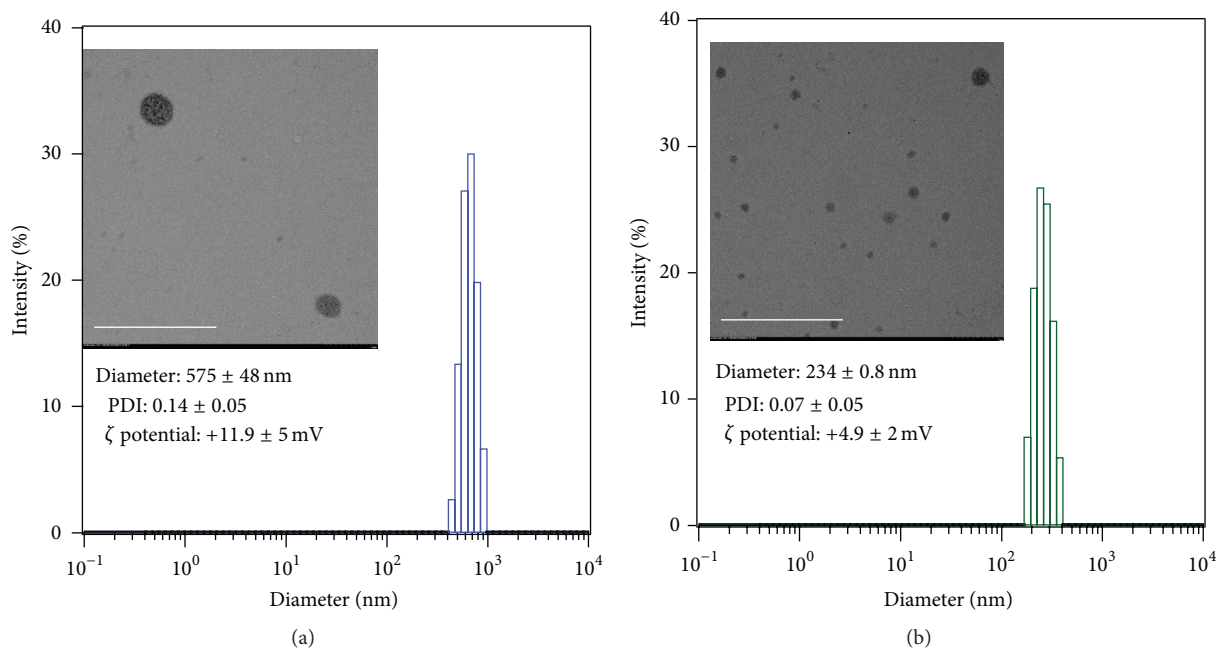 40
30
20
10
0
Intensity (%)
Diameter: 575 ± 48 nm
PDI: 0.14 ± 0.05
ζ potential: +11.9 ± 5 mV
10⁻¹ 10⁰ 10¹ 10² 10³ 10⁴
Diameter (nm)
(a)
40
30
20
10
0
Intensity (%)
Diameter: 234 ± 0.8 nm
PDI: 0.07 ± 0.05
ζ potential: +4.9 ± 2 mV
10⁻¹ 10⁰ 10¹ 10² 10³ 10⁴
Diameter (nm)
(b)